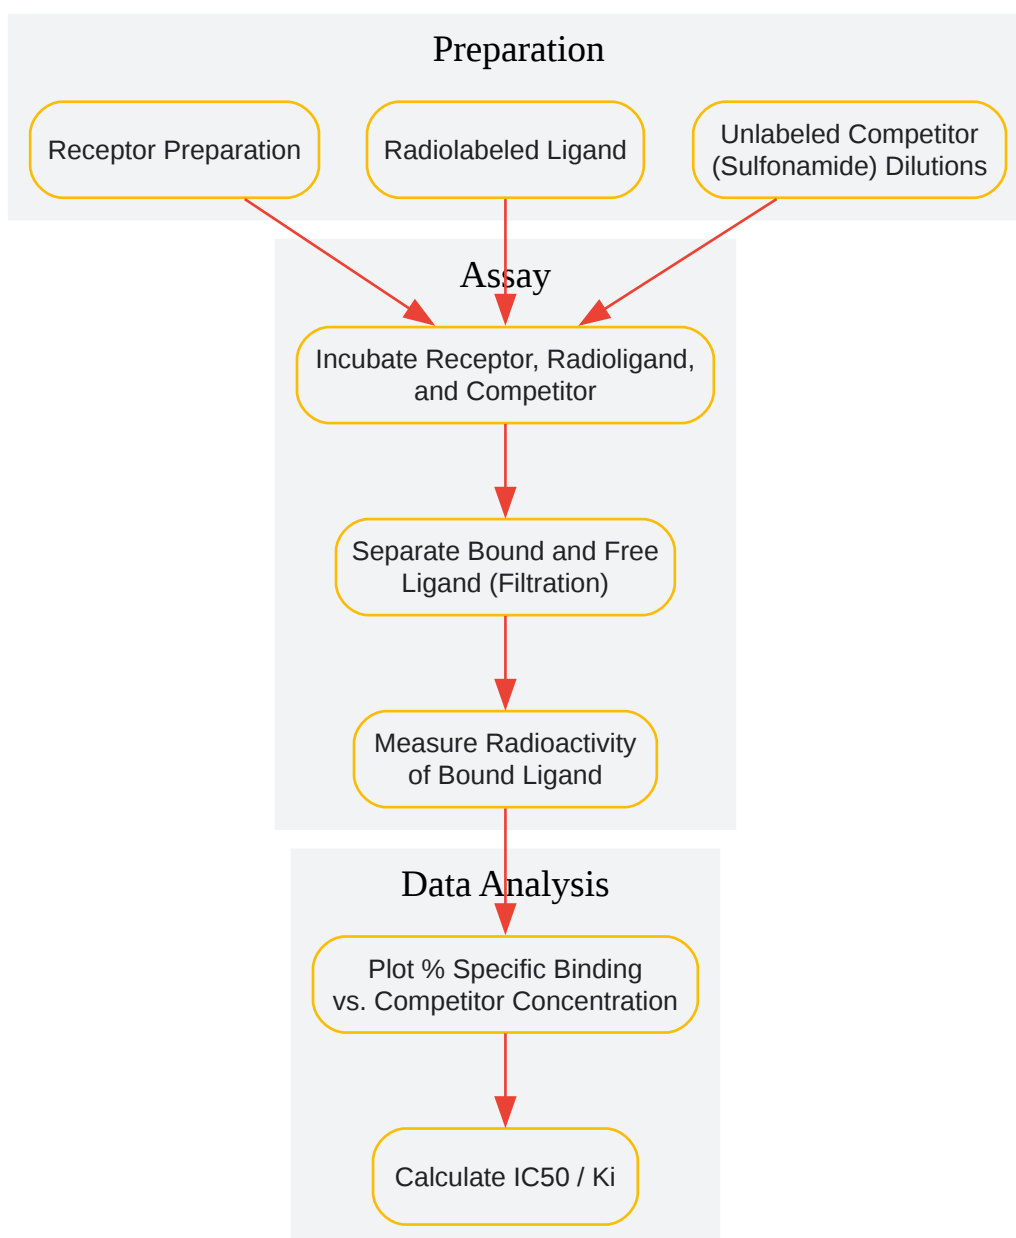 Preparation
Receptor Preparation
Radiolabeled Ligand
Unlabeled Competitor
(Sulfonamide) Dilutions
Assay
Incubate Receptor, Radioligand,
and Competitor
Separate Bound and Free
Ligand (Filtration)
Measure Radioactivity
of Bound Ligand
Data Analysis
Plot % Specific Binding
vs. Competitor Concentration
Calculate IC50 / Ki